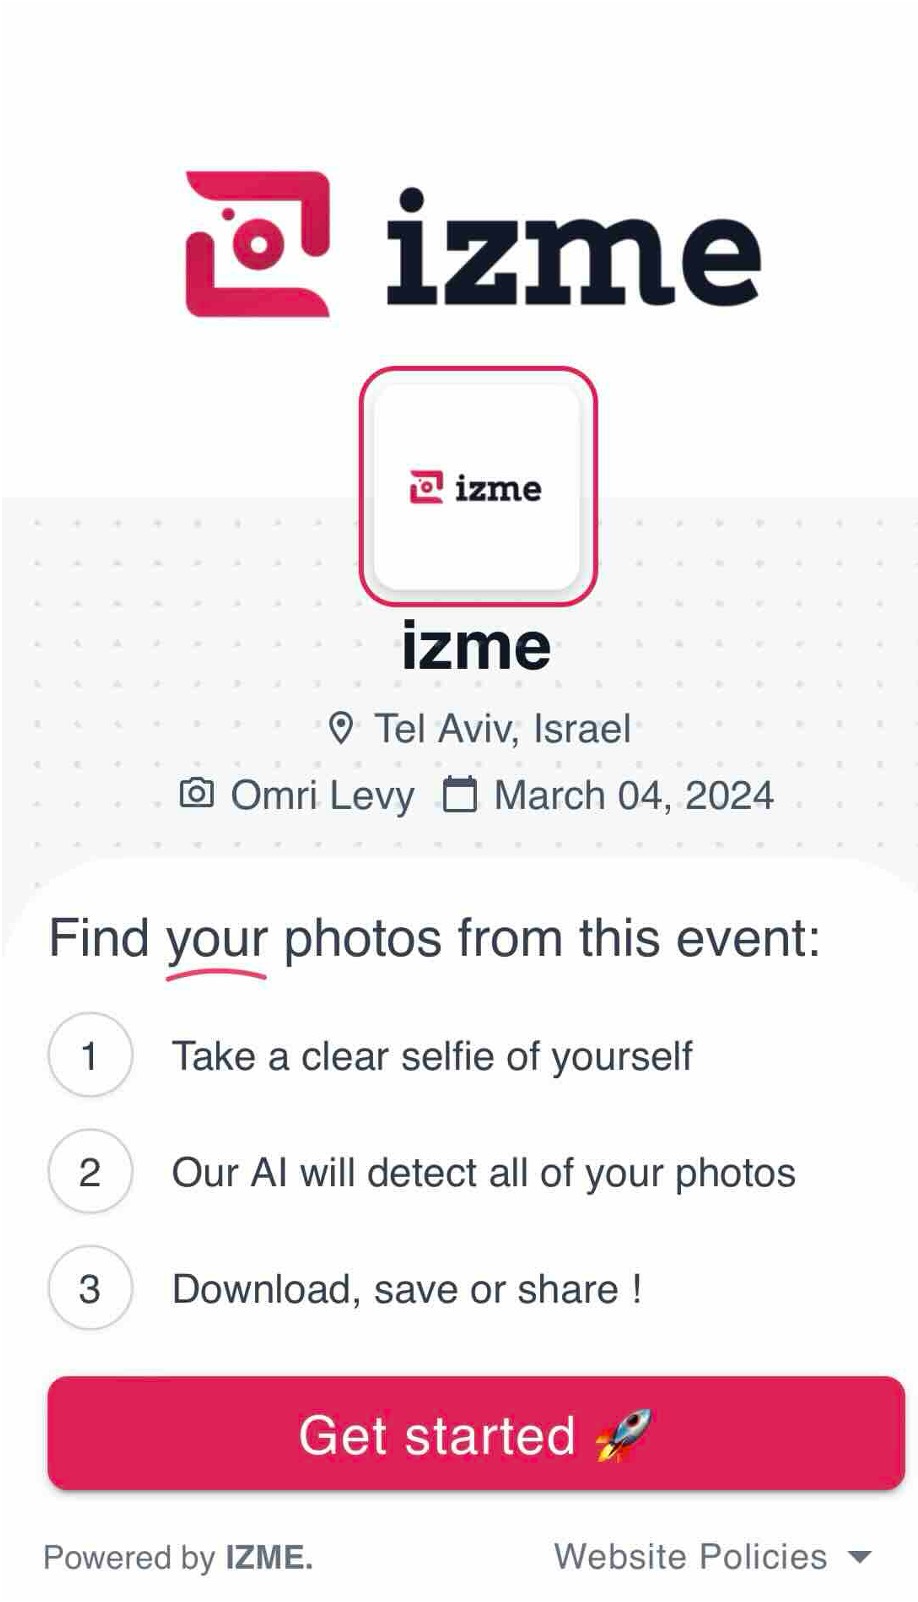 izme
izme
izme
Tel Aviv, Israel
Omri Levy March 04, 2024
Find your photos from this event:
1 Take a clear selfie of yourself
2 Our AI will detect all of your photos
3 Download, save or share !
Get started 🚀
Powered by IZME. Website Policies